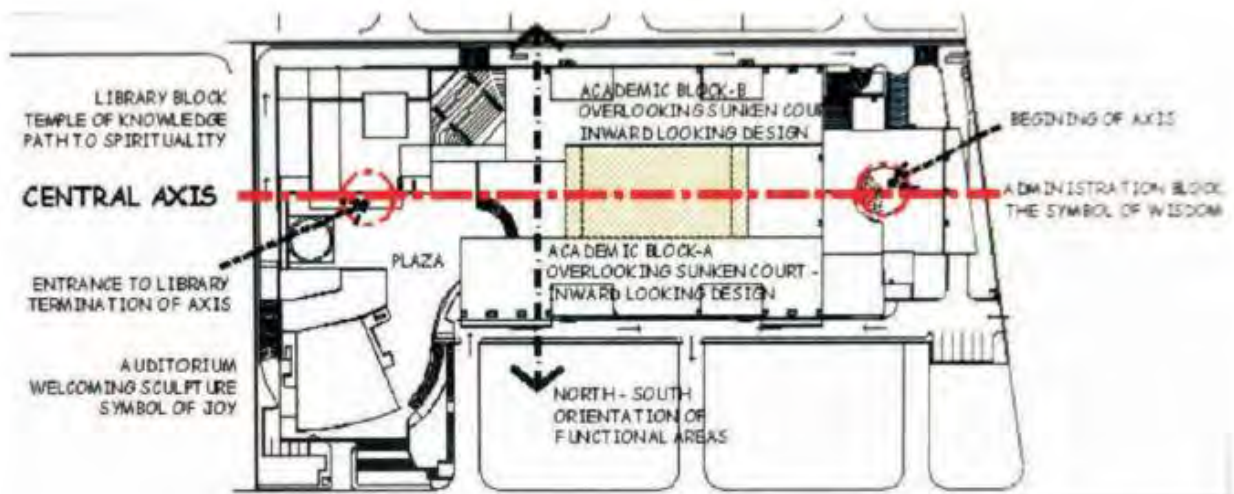 LIBRARY BLOCK
TEMPLE OF KNOWLEDGE
PATH TO SPIRITUALITY
CENTRAL AXIS
ENTRANCE TO LIBRARY
TERMINATION OF AXIS
AUDITORIUM
WELCOMING SCULPTURE
SYMBOL OF JOY
PLAZA
ACADEMIC BLOCK-B
OVERLOOKING SUNKEN COUR
INWARD LOOKING DESIGN
ACADEMIC BLOCK-A
OVERLOOKING SUNKEN COURT -
INWARD LOOKING DESIGN
NORTH - SOUTH
ORIENTATION OF
FUNCTIONAL AREAS
BEGINING OF AXIS
ADMINISTRATION BLOCK
THE SYMBOL OF WISDOM